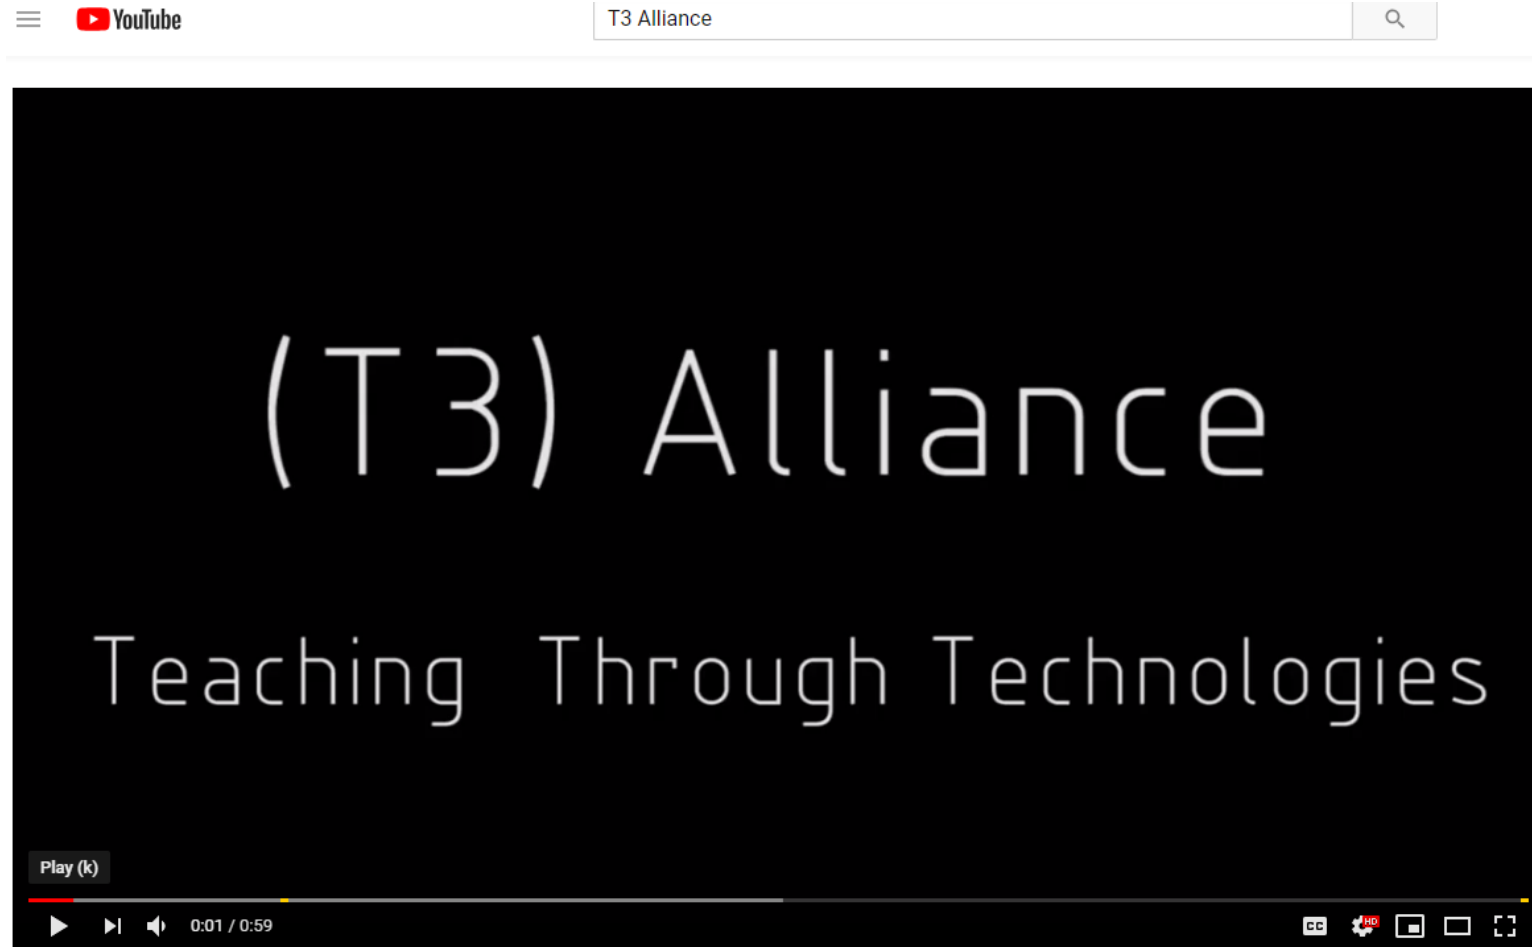 YouTube
T3 Alliance
(T3) Alliance
Teaching Through Technologies
Play (k)
0:01 / 0:59
CC
HD